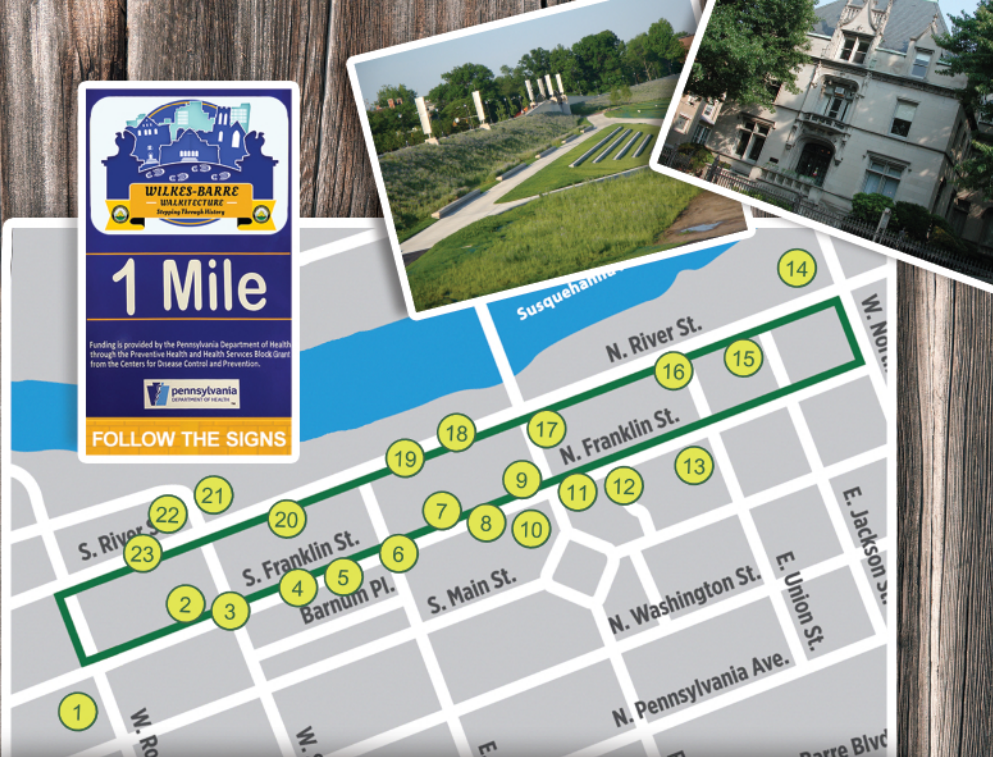 WILKES-BARRE
WALKITECTURE
Stepping Through History
1 Mile
Funding is provided by the Pennsylvania Department of Health
through the Preventive Health and Health Services Block Grant
from the Centers for Disease Control and Prevention.
pennsylvania
DEPARTMENT OF HEALTH
FOLLOW THE SIGNS
Susquehanna
14
N. River St.
W. North
15
16
17
18
N. Franklin St.
19
9
13
21
11
12
22
7
20
8
10
S. River S
23
S. Franklin St.
6
5
4
E. Jackson St.
2
3
Barnum Pl.
S. Main St.
N. Washington St.
E. Union St.
N. Pennsylvania Ave.
1
W. Ro
W. S
E
Barre Blvd